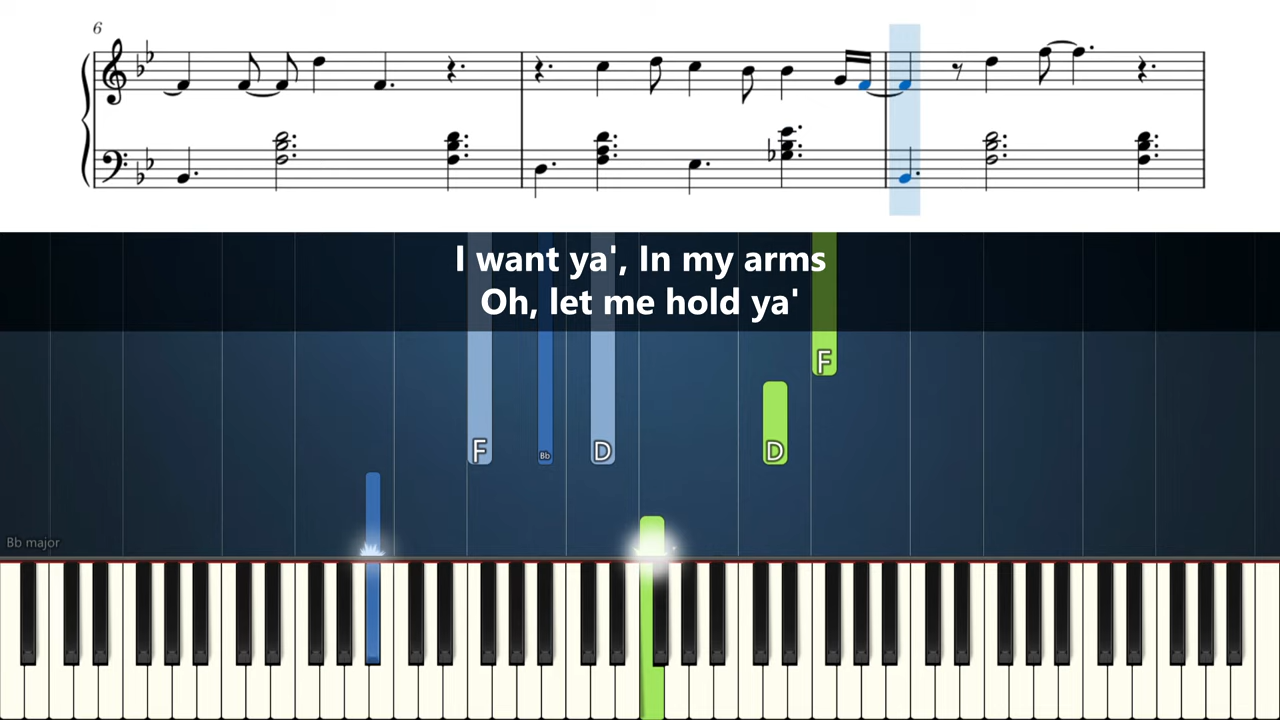 6
I want ya', In my arms
Oh, let me hold ya'
F
F
Bb
D
D
Bb major